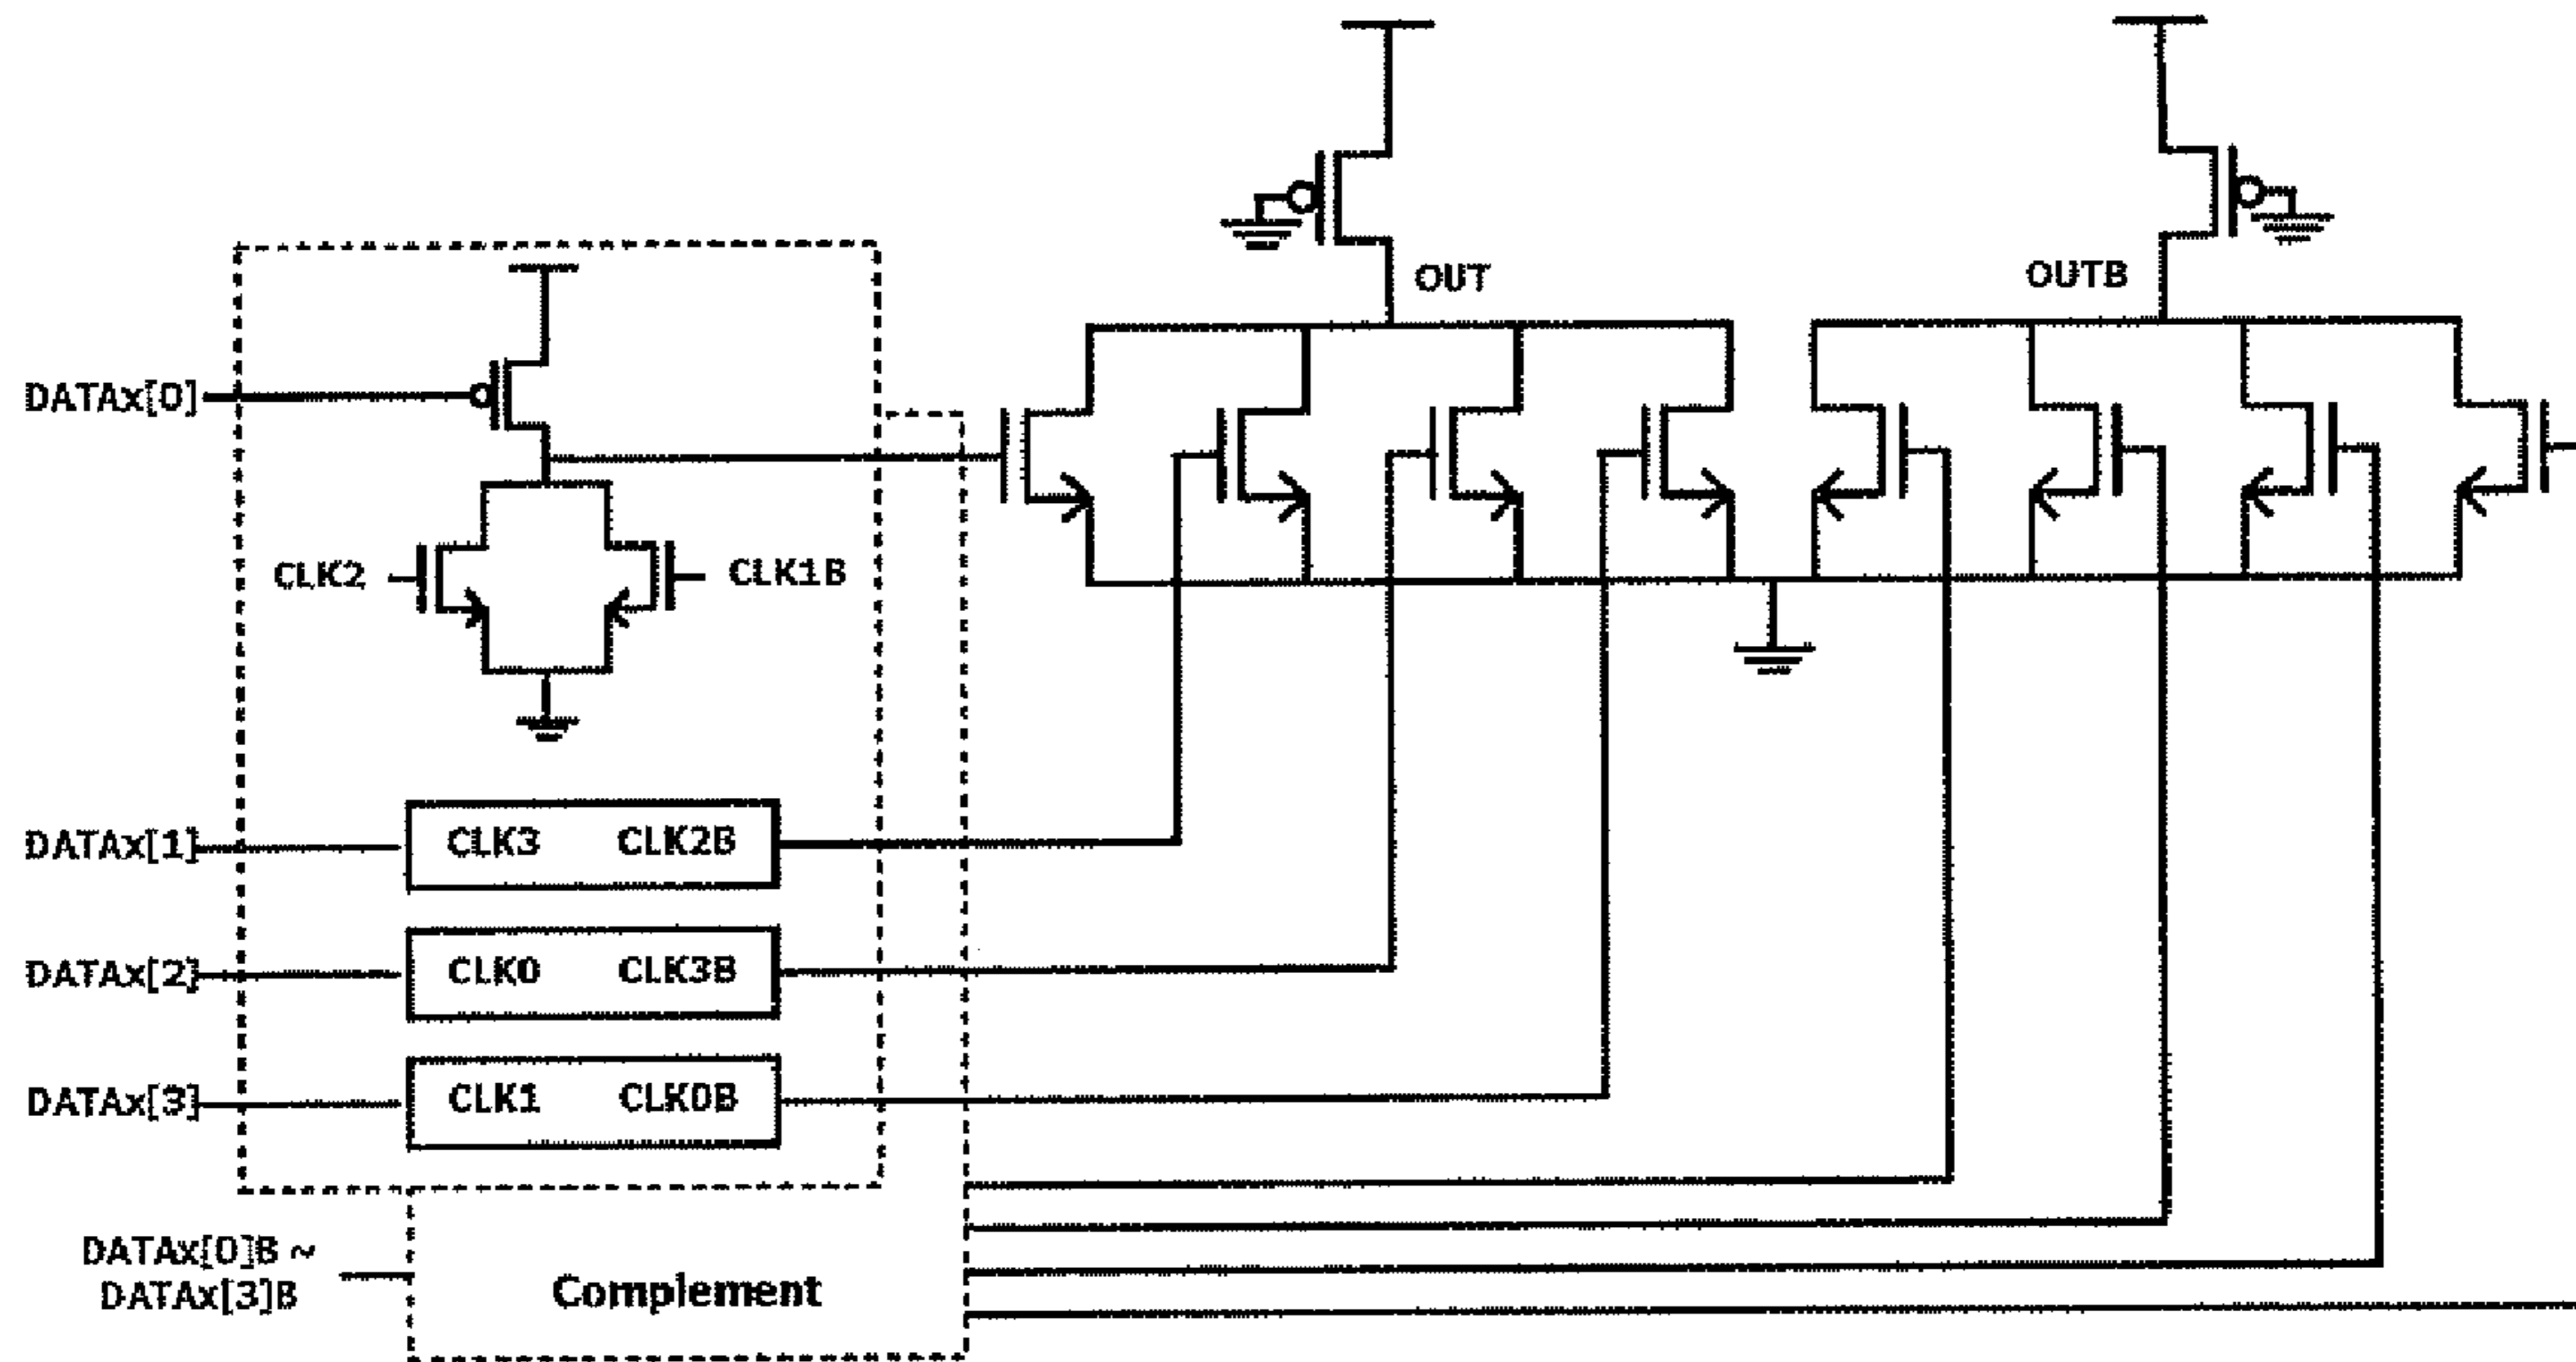 OUT
OUTB
DATAx[0]
CLK2
CLK1B
DATAx[1]
CLK3 CLK2B
DATAx[2]
CLK0 CLK3B
DATAx[3]
CLK1 CLK0B
DATAx[0]B ~
DATAx[3]B
Complement